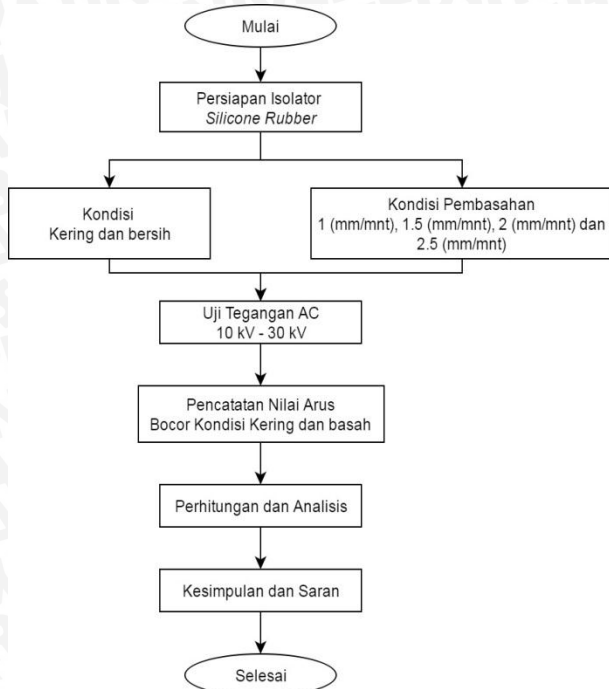 Mulai
Persiapan Isolator
Silicone Rubber
Kondisi
Kering dan bersih
Kondisi Pembasahan
1 (mm/mnt), 1.5 (mm/mnt), 2 (mm/mnt) dan
2.5 (mm/mnt)
Uji Tegangan AC
10 kV - 30 kV
Pencatatan Nilai Arus
Bocor Kondisi Kering dan basah
Perhitungan dan Analisis
Kesimpulan dan Saran
Selesai